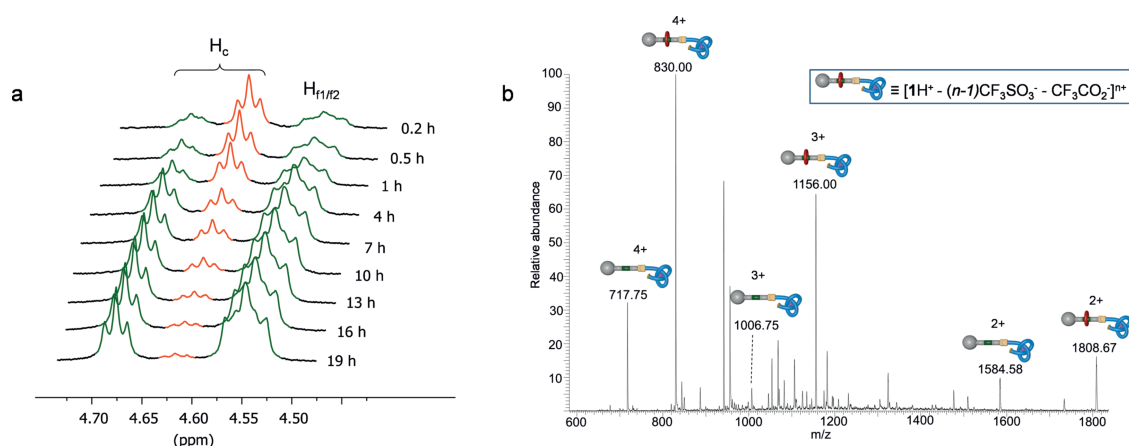 a
Hc
Hf1/f2
0.2 h
0.5 h
1 h
4 h
7 h
10 h
13 h
16 h
19 h
4.70
4.65
4.55
4.50
(ppm)
b
Relative abundance
100
90
80
70
60
50
40
30
20
10
600
800
1000
1200
1400
1600
1800
m/z
4+
830.00
≡ [1H⁺ - (n-1)CF₃SO₃⁻ - CF₃CO₂⁻]ⁿ⁺
3+
1156.00
4+
717.75
3+
1006.75
2+
1584.58
2+
1808.67